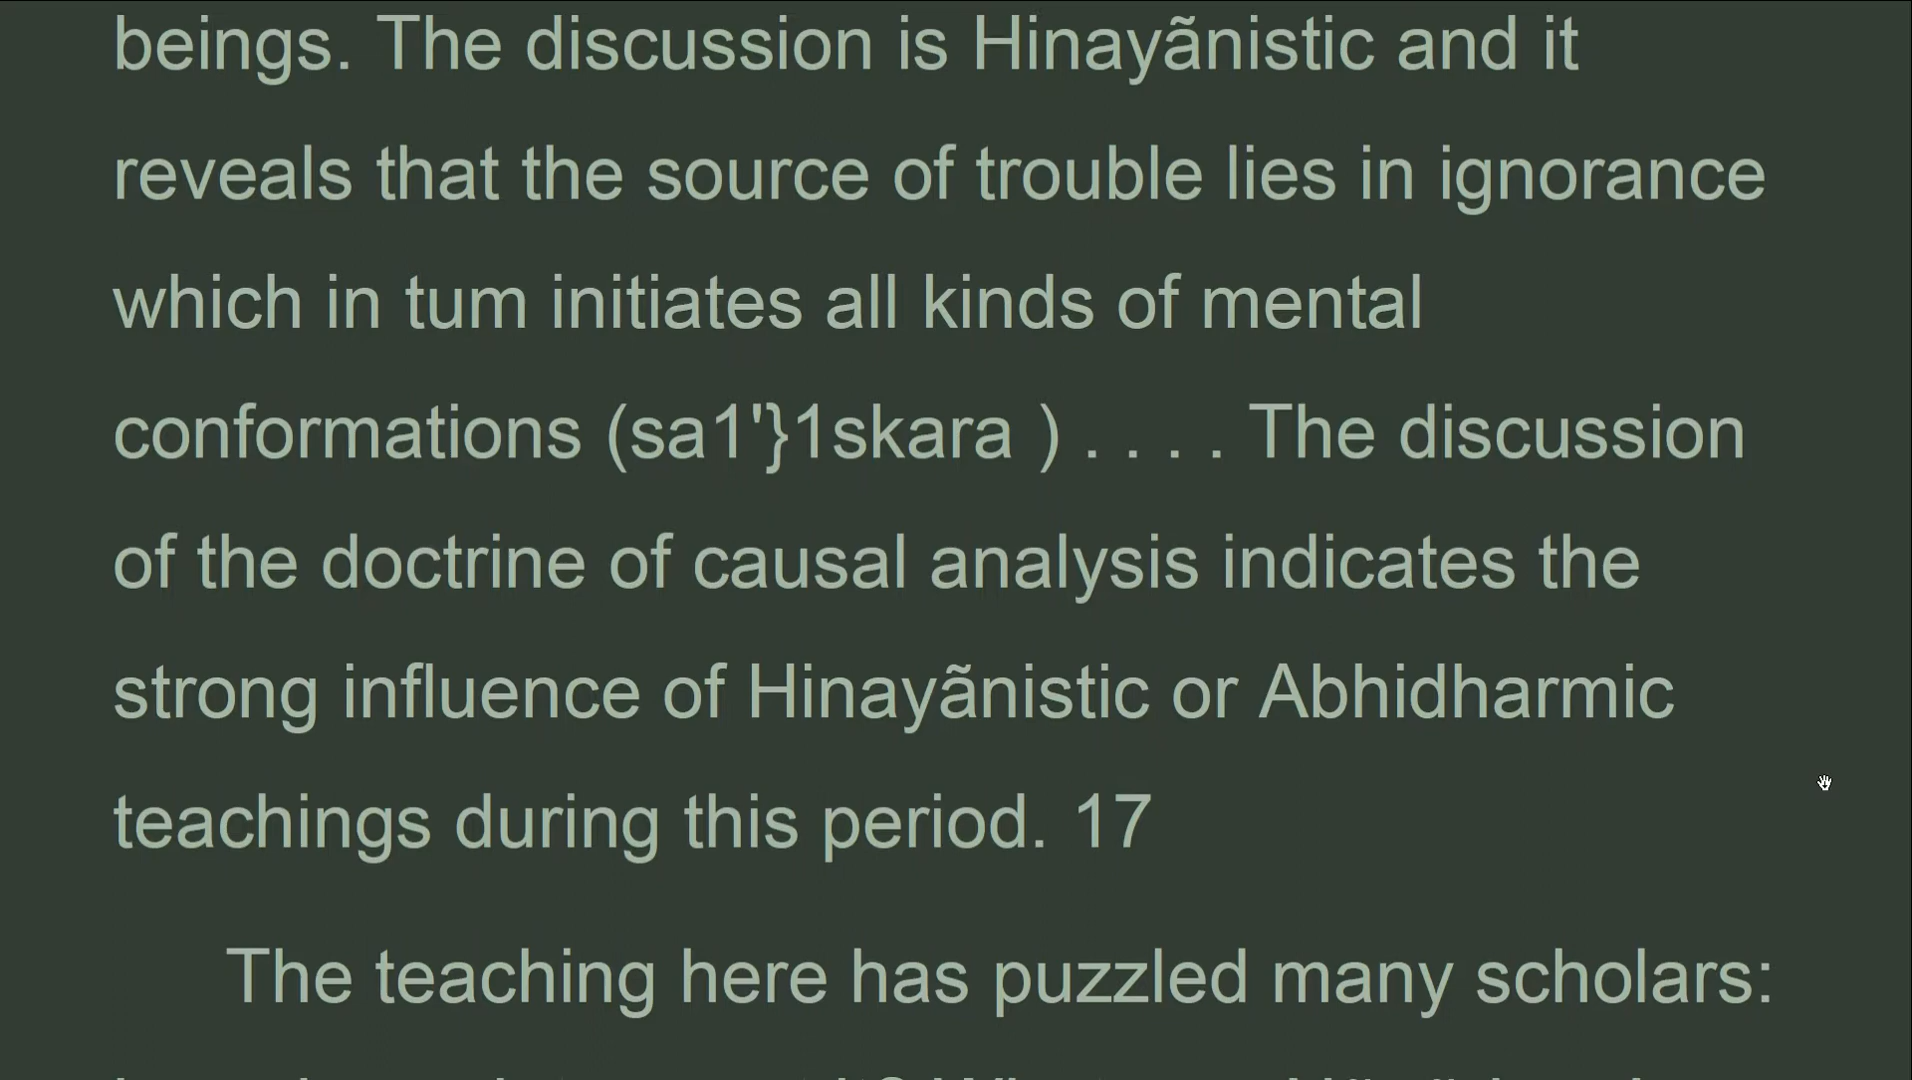 beings. The discussion is Hinayãnistic and it
reveals that the source of trouble lies in ignorance
which in tum initiates all kinds of mental
conformations (sa1'}1skara ) . . . . The discussion
of the doctrine of causal analysis indicates the
strong influence of Hinayãnistic or Abhidharmic
teachings during this period. 17
The teaching here has puzzled many scholars: